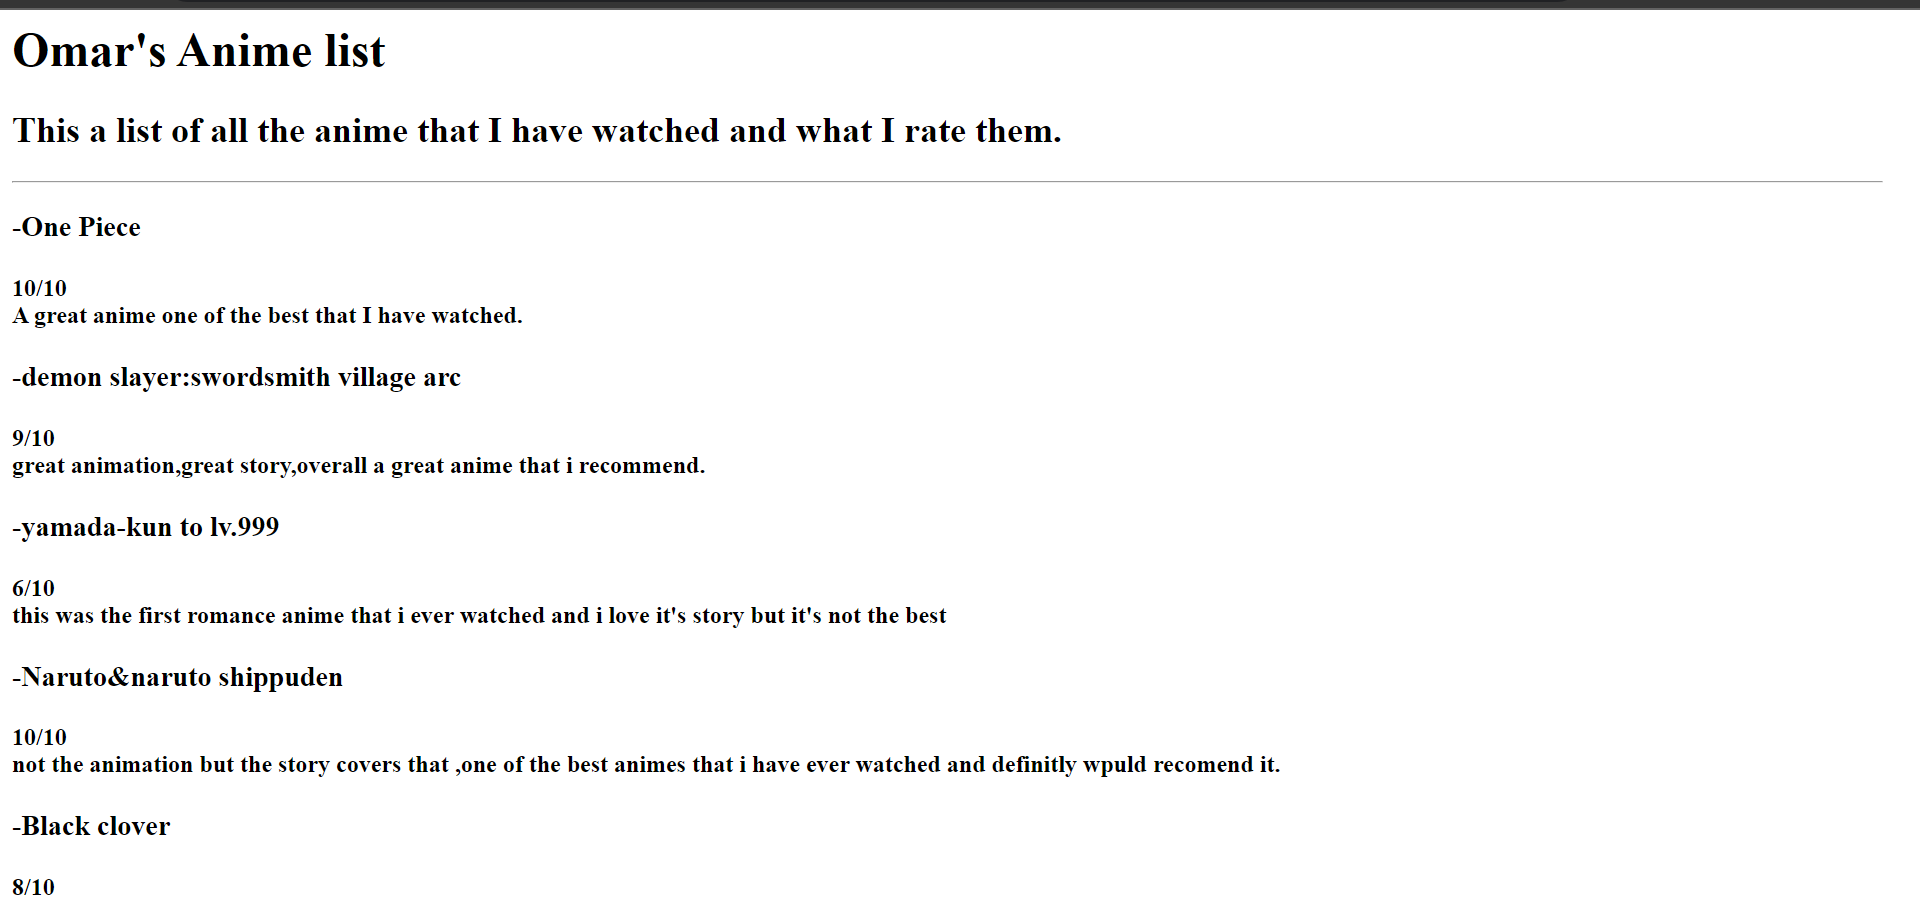 Omar's Anime list
This a list of all the anime that I have watched and what I rate them.
-One Piece
10/10
A great anime one of the best that I have watched.
-demon slayer:swordsmith village arc
9/10
great animation,great story,overall a great anime that i recommend.
-yamada-kun to lv.999
6/10
this was the first romance anime that i ever watched and i love it's story but it's not the best
-Naruto&naruto shippuden
10/10
not the animation but the story covers that ,one of the best animes that i have ever watched and definitly wpuld recomend it.
-Black clover
8/10